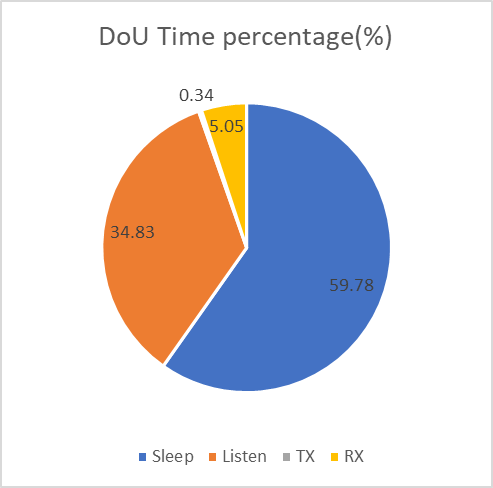 DoU Time percentage(%)
0.34
5.05
34.83
59.78
Sleep Listen TX RX